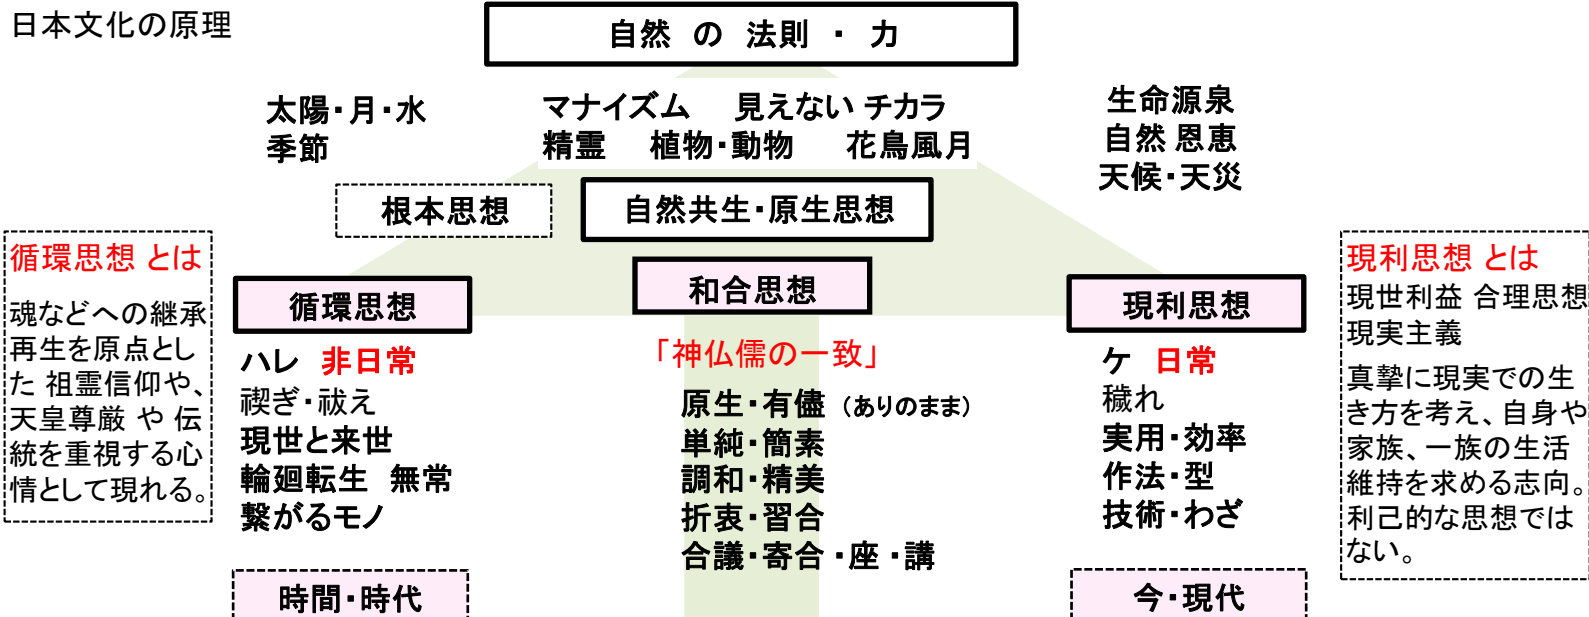 日本文化の原理
自然 の 法則 ・ 力
太陽・月・水
季節
マナイズム 見えない チカラ
精霊 植物・動物 花鳥風月
生命源泉
自然 恩恵
天候・天災
根本思想
自然共生・原生思想
循環思想 とは
魂などへの継承
再生を原点とし
た 祖霊信仰や、
天皇尊厳 や 伝
統を重視する心
情として現れる。
循環思想
ハレ 非日常
禊ぎ・祓え
現世と来世
輪廻転生 無常
繋がるモノ
時間・時代
和合思想
「神仏儒の一致」
原生・有儘 （ありのまま）
単純・簡素
調和・精美
折衷・習合
合議・寄合・座・講
現利思想
ケ 日常
穢れ
実用・効率
作法・型
技術・わざ
今・現代
現利思想 とは
現世利益 合理思想
現実主義
真摯に現実での生
き方を考え、自身や
家族、一族の生活
維持を求める志向。
利己的な思想では
ない。